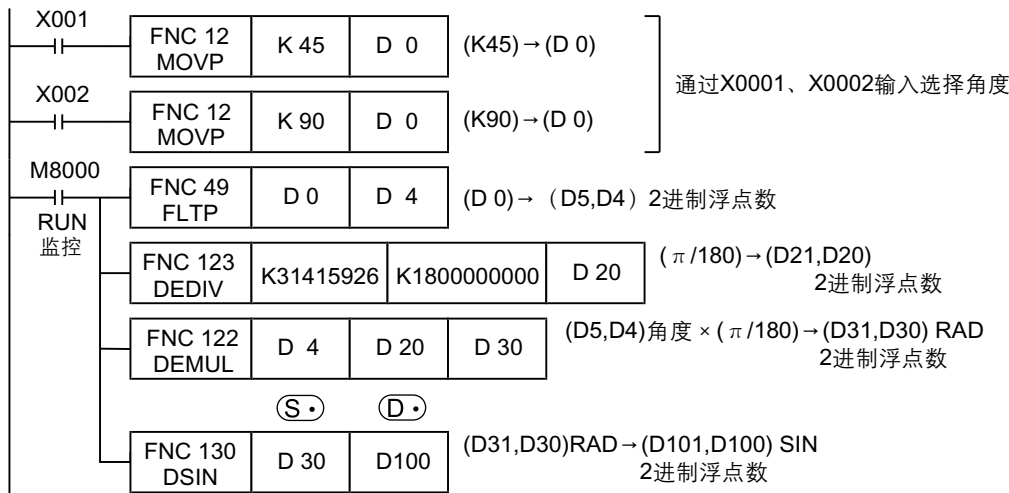 X001
FNC 12
MOVP
K 45
D 0
(K45)→(D 0)
X002
FNC 12
MOVP
K 90
D 0
(K90)→(D 0)
通过X0001、X0002输入选择角度
M8000
RUN
监控
FNC 49
FLTP
D 0
D 4
(D 0)→（D5,D4）2进制浮点数
FNC 123
DEDIV
K31415926
K1800000000
D 20
(π/180)→(D21,D20)
2进制浮点数
FNC 122
DEMUL
D 4
D 20
D 30
(D5,D4)角度×(π/180)→(D31,D30) RAD
2进制浮点数
S·
D·
FNC 130
DSIN
D 30
D100
(D31,D30)RAD→(D101,D100) SIN
2进制浮点数